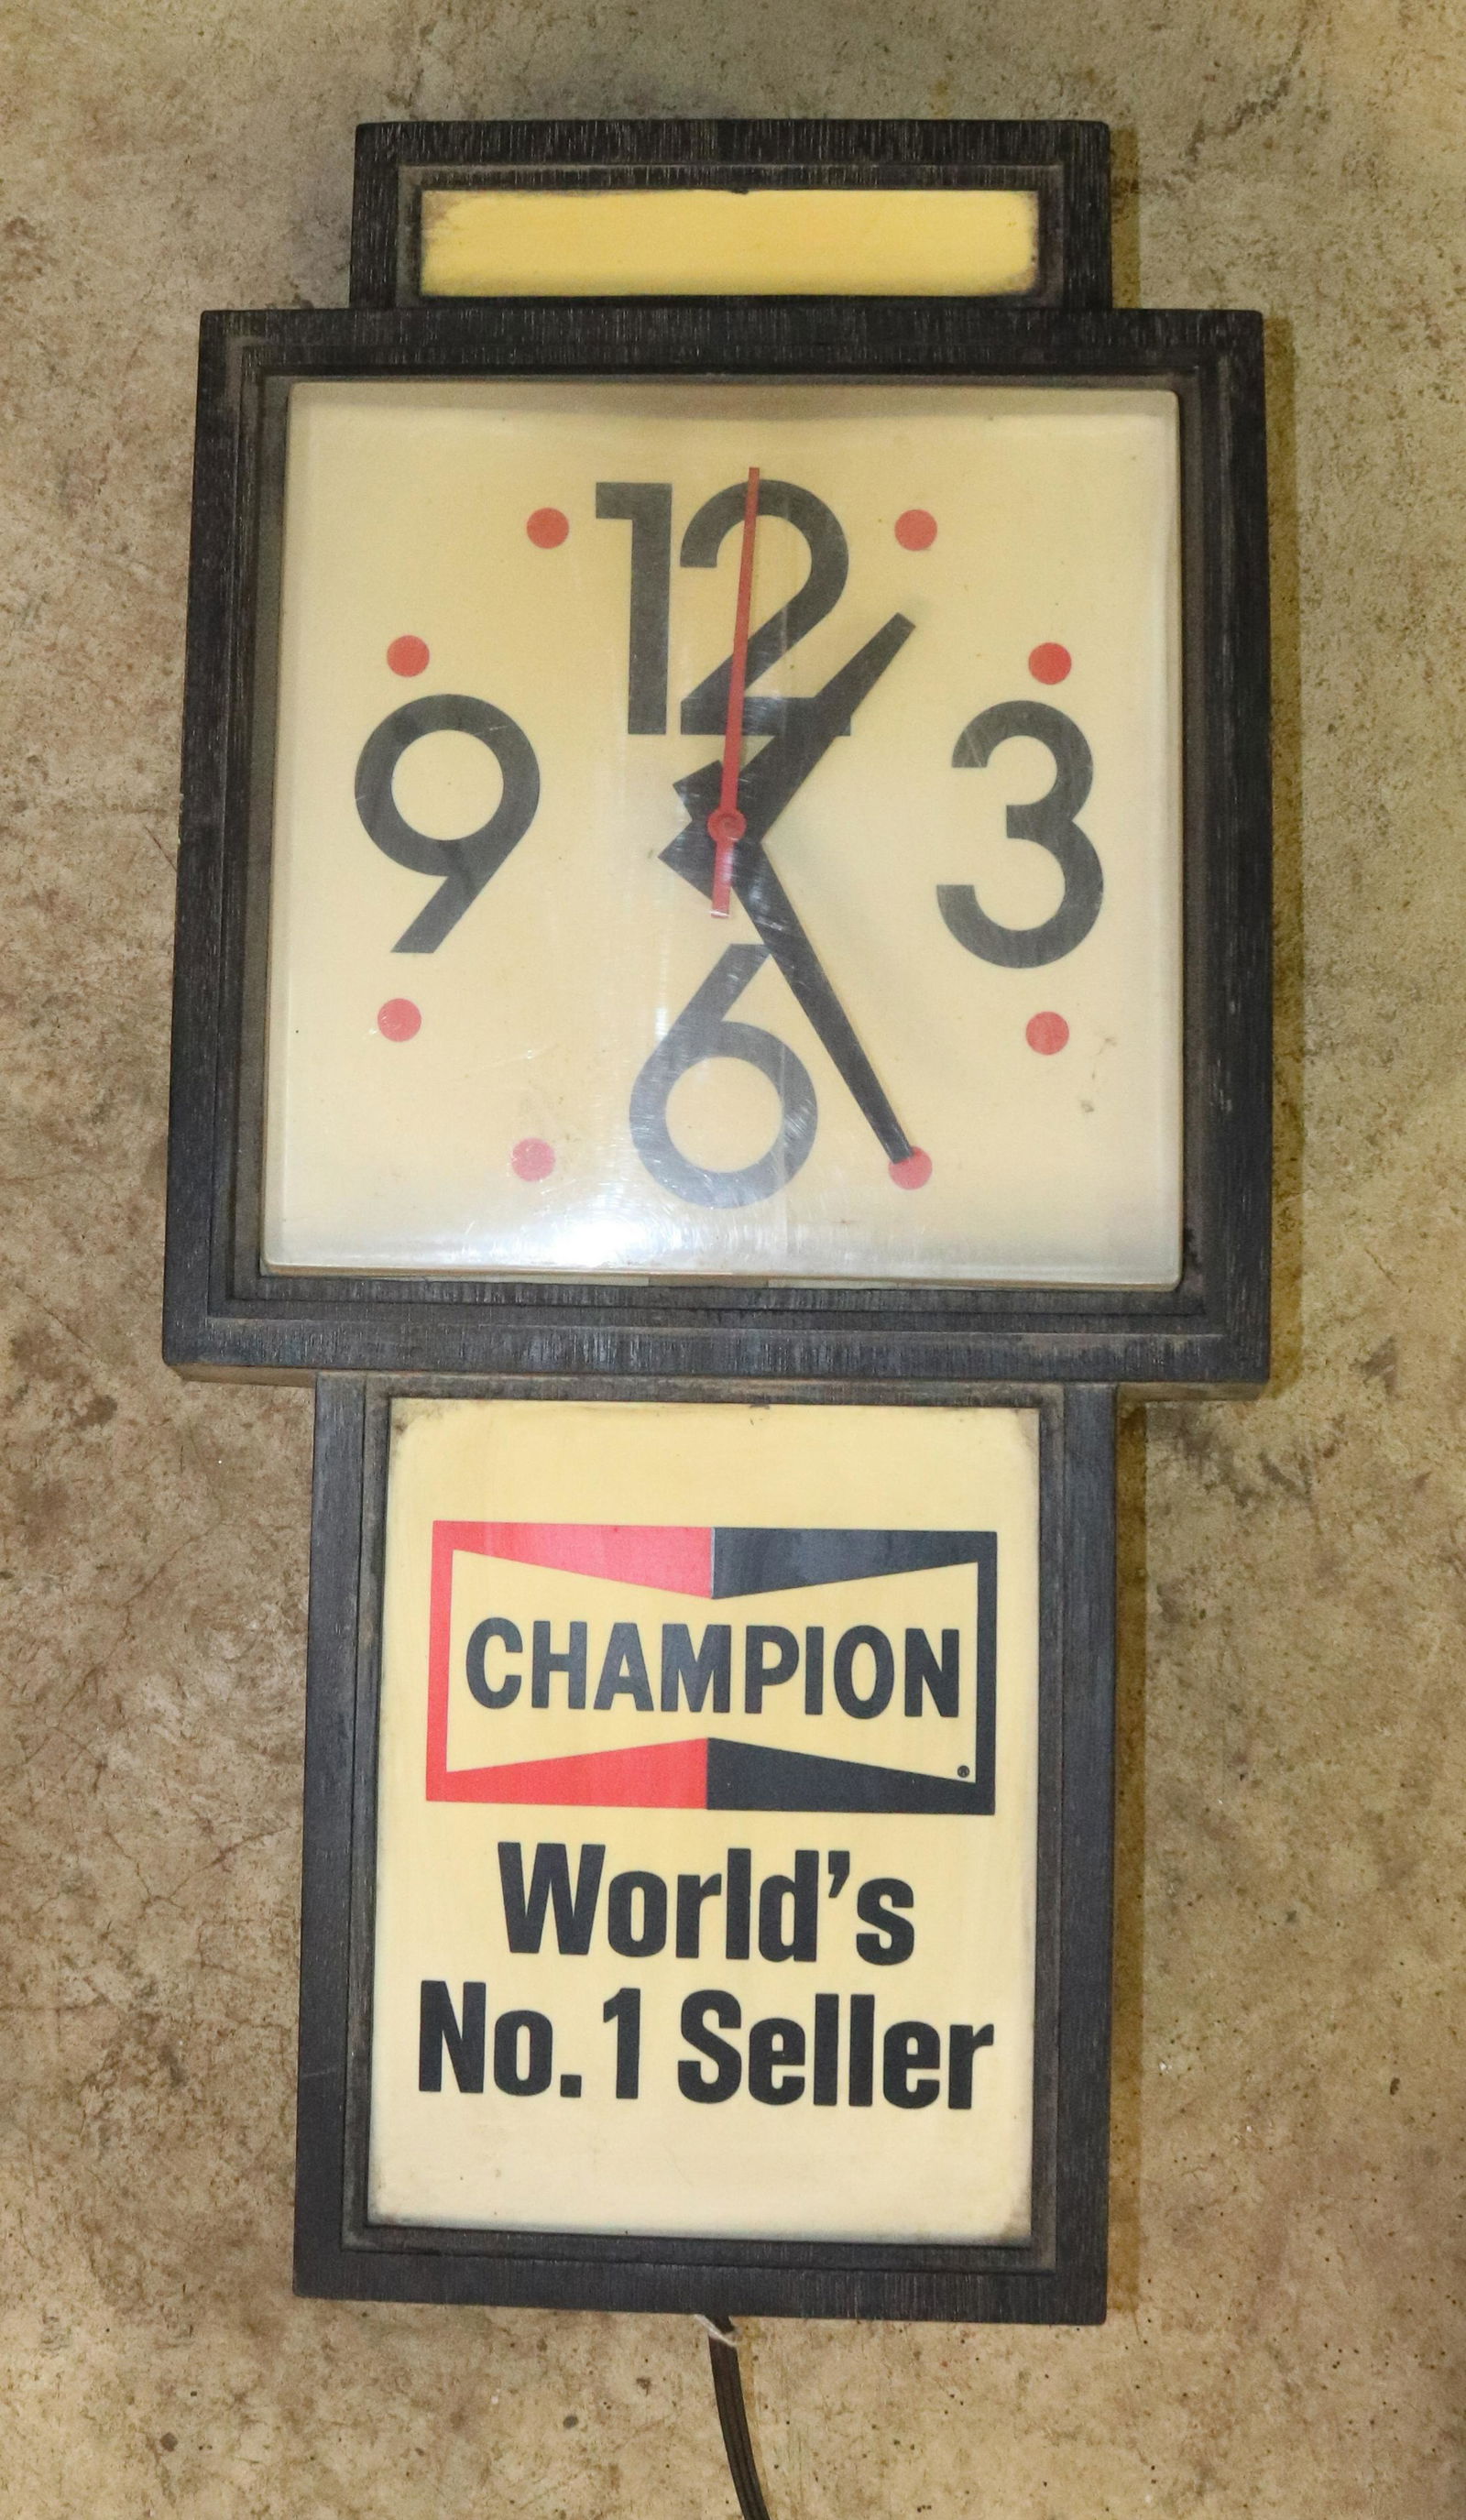 12
9 3
6
CHAMPION
®
World's
No. 1 Seller